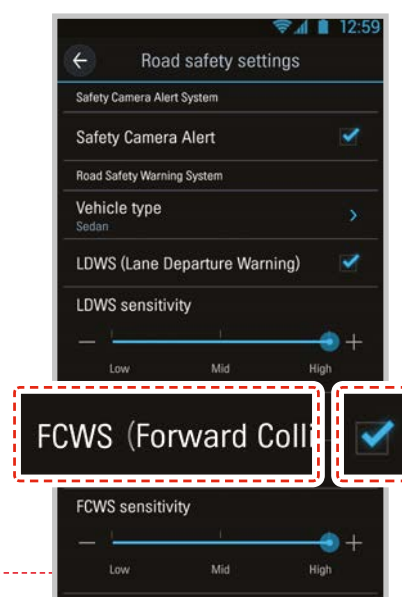 12:59
Road safety settings
Safety Camera Alert System
Safety Camera Alert
Road Safety Warning System
Vehicle type
Sedan
LDWS (Lane Departure Warning)
LDWS sensitivity
Low Mid High
FCWS (Forward Colli
FCWS sensitivity
Low Mid High